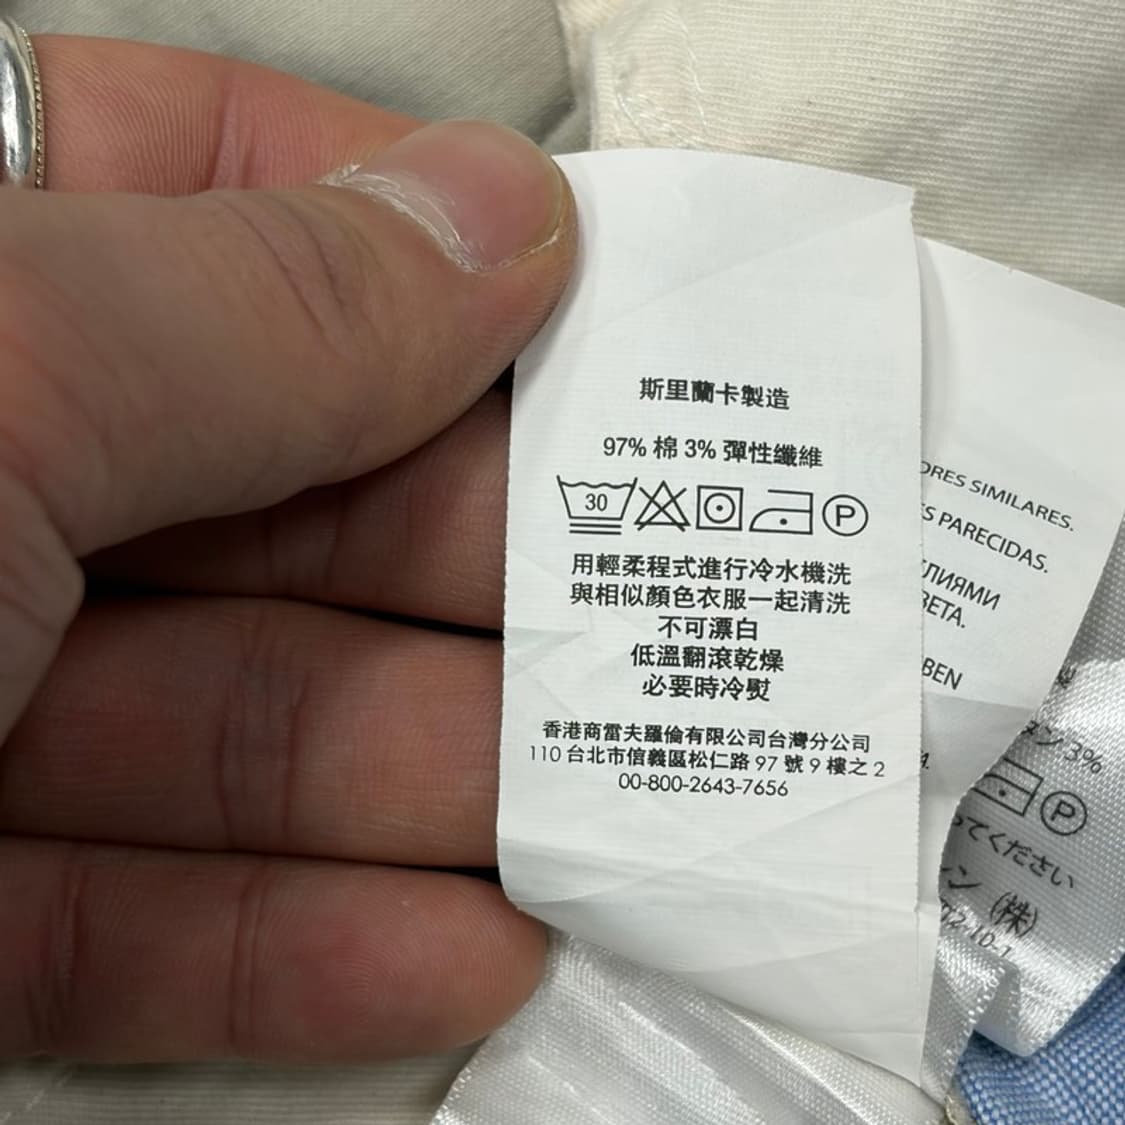 斯里蘭卡製造
97% 棉 3% 彈性纖維
30
P
用輕柔程式進行冷水機洗
與相似顏色衣服一起清洗
不可漂白
低溫翻滾乾燥
必要時冷熨
香港商雷夫羅倫有限公司台灣分公司
110 台北市信義區松仁路 97 號 9 樓之 2
00-800-2643-7656
ORES SIMILARES.
S PARECIDAS.
ЛИЯМИ
ВЕТА.
BEN
ン 3%
P
ってください
ン (株)